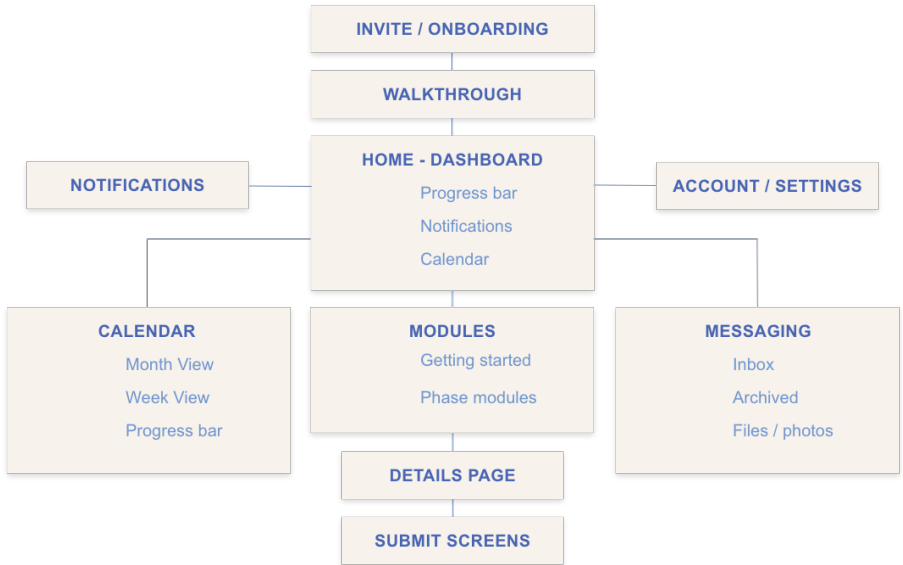 INVITE / ONBOARDING
WALKTHROUGH
HOME - DASHBOARD
Progress bar
Notifications
Calendar
NOTIFICATIONS
ACCOUNT / SETTINGS
CALENDAR
Month View
Week View
Progress bar
MODULES
Getting started
Phase modules
MESSAGING
Inbox
Archived
Files / photos
DETAILS PAGE
SUBMIT SCREENS